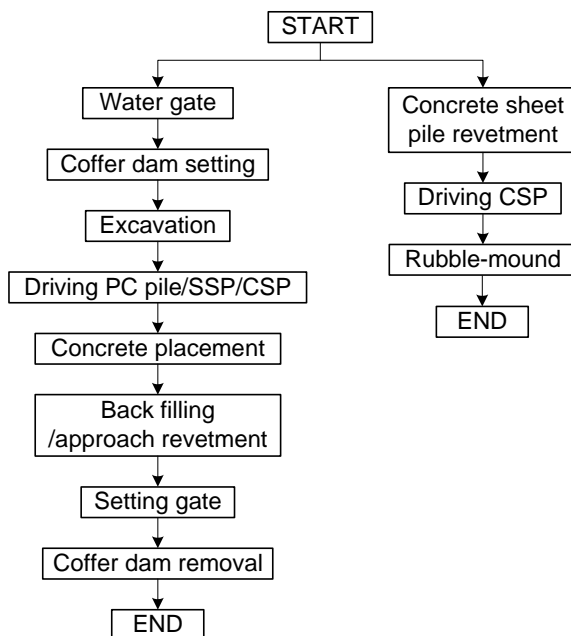 START
Water gate
Coffer dam setting
Excavation
Driving PC pile/SSP/CSP
Concrete placement
Back filling
/approach revetment
Setting gate
Coffer dam removal
END
Concrete sheet
pile revetment
Driving CSP
Rubble-mound
END